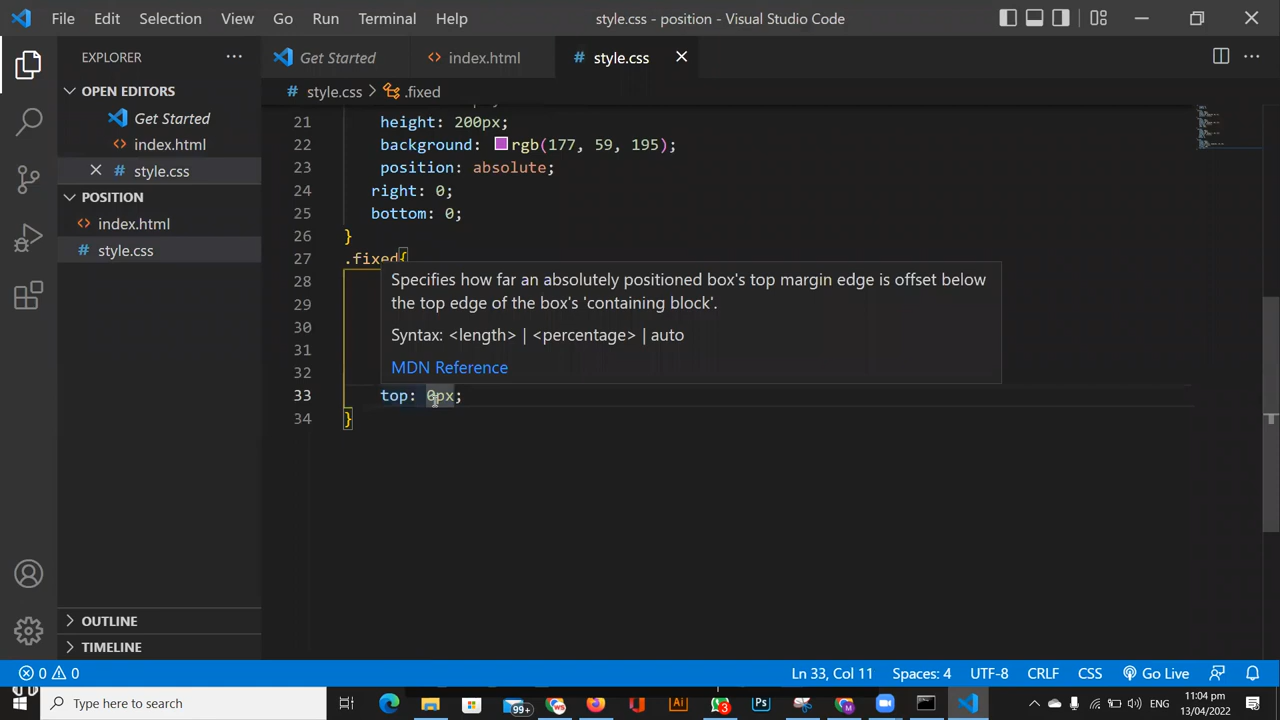 File Edit Selection View Go Run Terminal Help style.css - position - Visual Studio Code
EXPLORER
Get Started index.html # style.css
# style.css > .fixed
OPEN EDITORS
Get Started
index.html
# style.css
POSITION
index.html
# style.css
21 height: 200px;
22 background: rgb(177, 59, 195);
23 position: absolute;
24 right: 0;
25 bottom: 0;
26 }
27 .fixed{
28
29
30
31
32
33 top: 0px;
34 }
Specifies how far an absolutely positioned box's top margin edge is offset below
the top edge of the box's 'containing block'.
Syntax: <length> | <percentage> | auto
MDN Reference
OUTLINE
TIMELINE
0 0 Ln 33, Col 11 Spaces: 4 UTF-8 CRLF CSS Go Live
Type here to search 99+ Ai 3 Ps M ENG 11:04 pm
13/04/2022